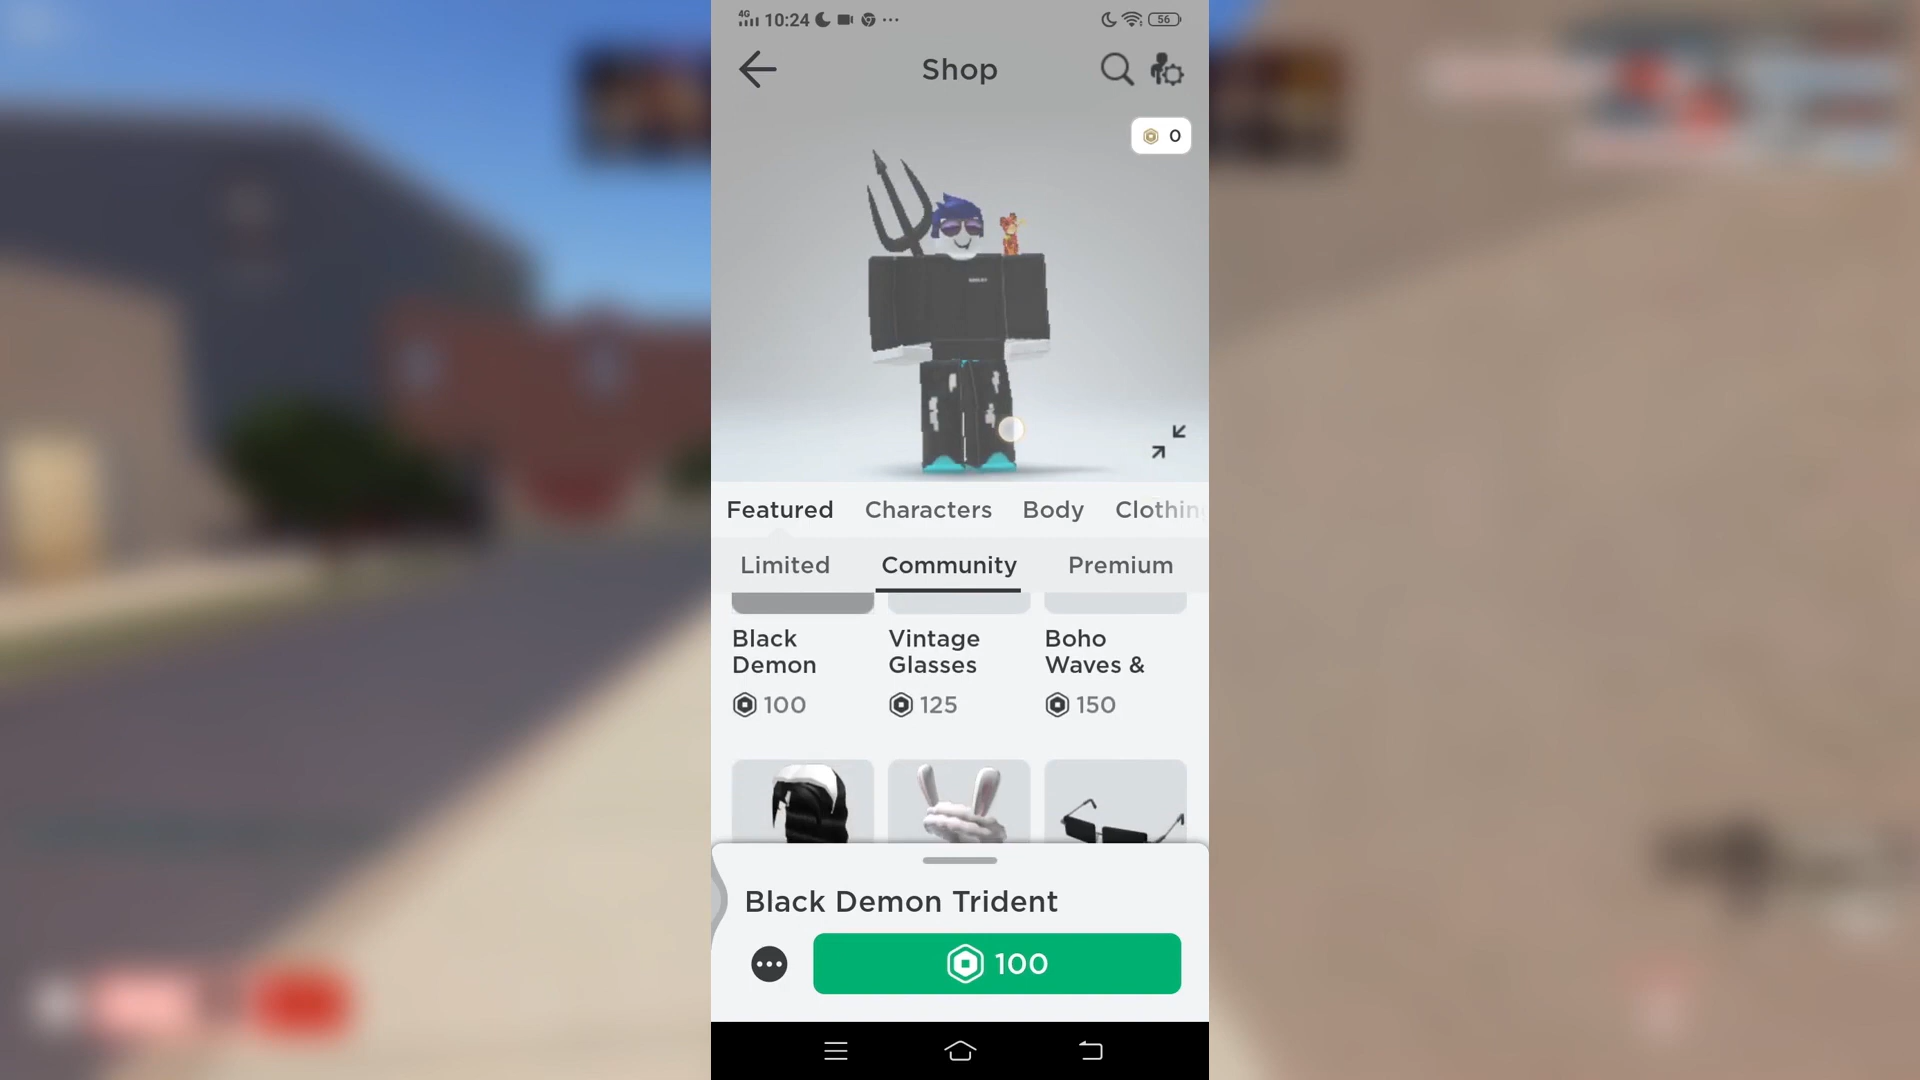 4G 10:24 56
Shop
0
Featured Characters Body Clothin
Limited Community Premium
Black Demon
Vintage Glasses
Boho Waves &
100 125 150
Black Demon Trident
100